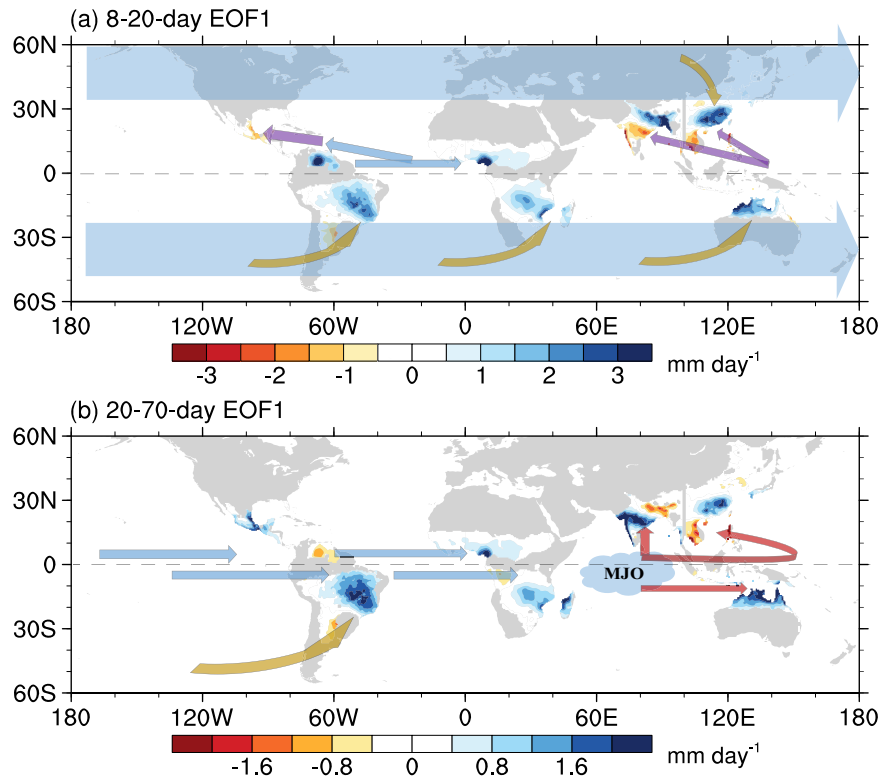 (a) 8-20-day EOF1
60N
30N
0
30S
60S
180 120W 60W 0 60E 120E 180
-3 -2 -1 0 1 2 3 mm day-1
(b) 20-70-day EOF1
60N
30N
0
MJO
30S
60S
180 120W 60W 0 60E 120E 180
-1.6 -0.8 0 0.8 1.6 mm day-1